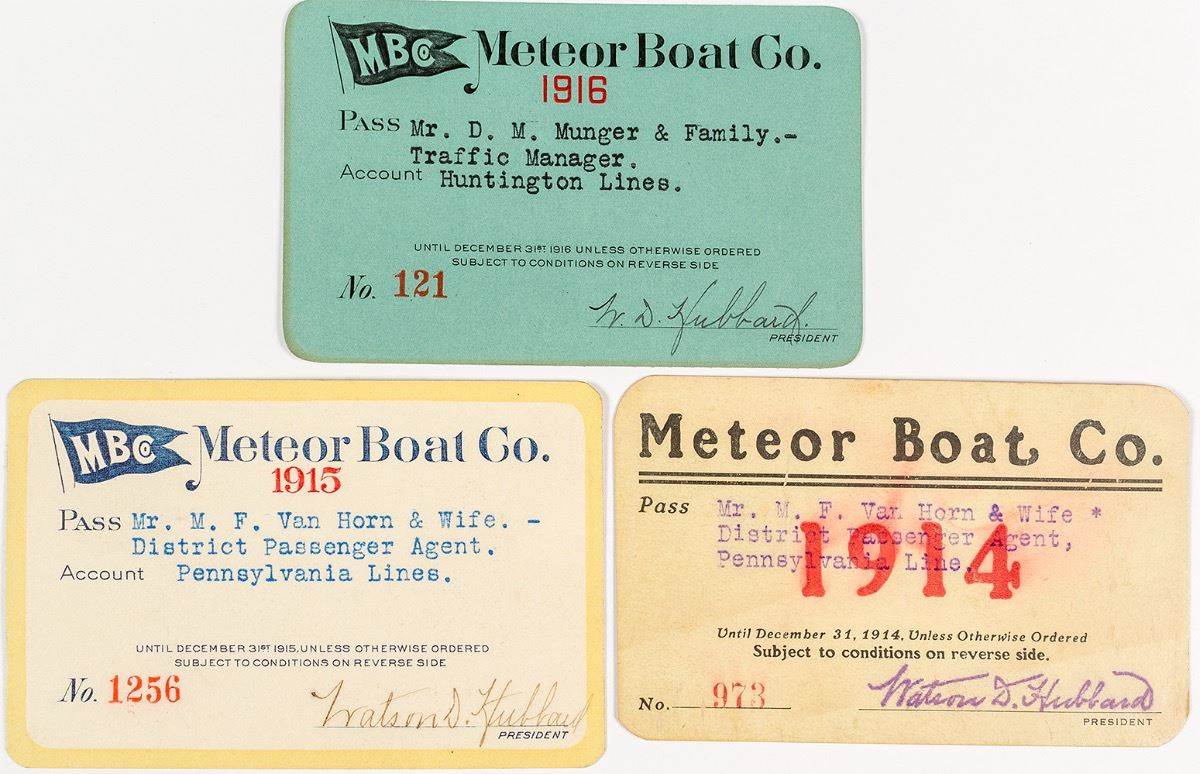 MBCo Meteor Boat Co.
1916
Pass Mr. D. M. Munger & Family.-
Traffic Manager.
Account Huntington Lines.
UNTIL DECEMBER 31ST 1916 UNLESS OTHERWISE ORDERED
SUBJECT TO CONDITIONS ON REVERSE SIDE
No. 121
W. D. Hubbard.
PRESIDENT
MBCo Meteor Boat Co.
1915
Pass Mr. M. F. Van Horn & Wife. -
District Passenger Agent.
Account Pennsylvania Lines.
UNTIL DECEMBER 31ST 1915, UNLESS OTHERWISE ORDERED
SUBJECT TO CONDITIONS ON REVERSE SIDE
No. 1256
Watson D. Hubbard
PRESIDENT
Meteor Boat Co.
Pass Mr. M. F. Van Horn & Wife *
District Passenger Agent,
Pennsylvania Line.
1914
Until December 31, 1914, Unless Otherwise Ordered
Subject to conditions on reverse side.
No. 973
Watson D. Hubbard
PRESIDENT